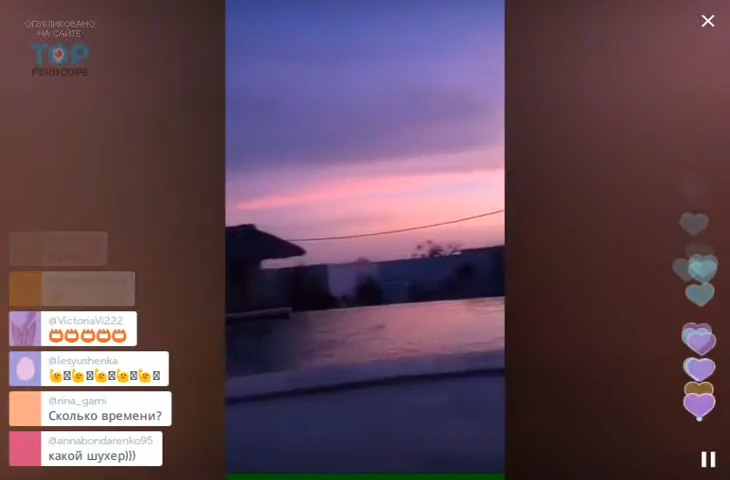 ОПУБЛИКОВАНО
НА САЙТЕ
TOP
PERISCOPE
@VictoriaVi222
@lesyushenka
@rina_gami
Сколько времени?
@annabondarenko95
какой шухер)))